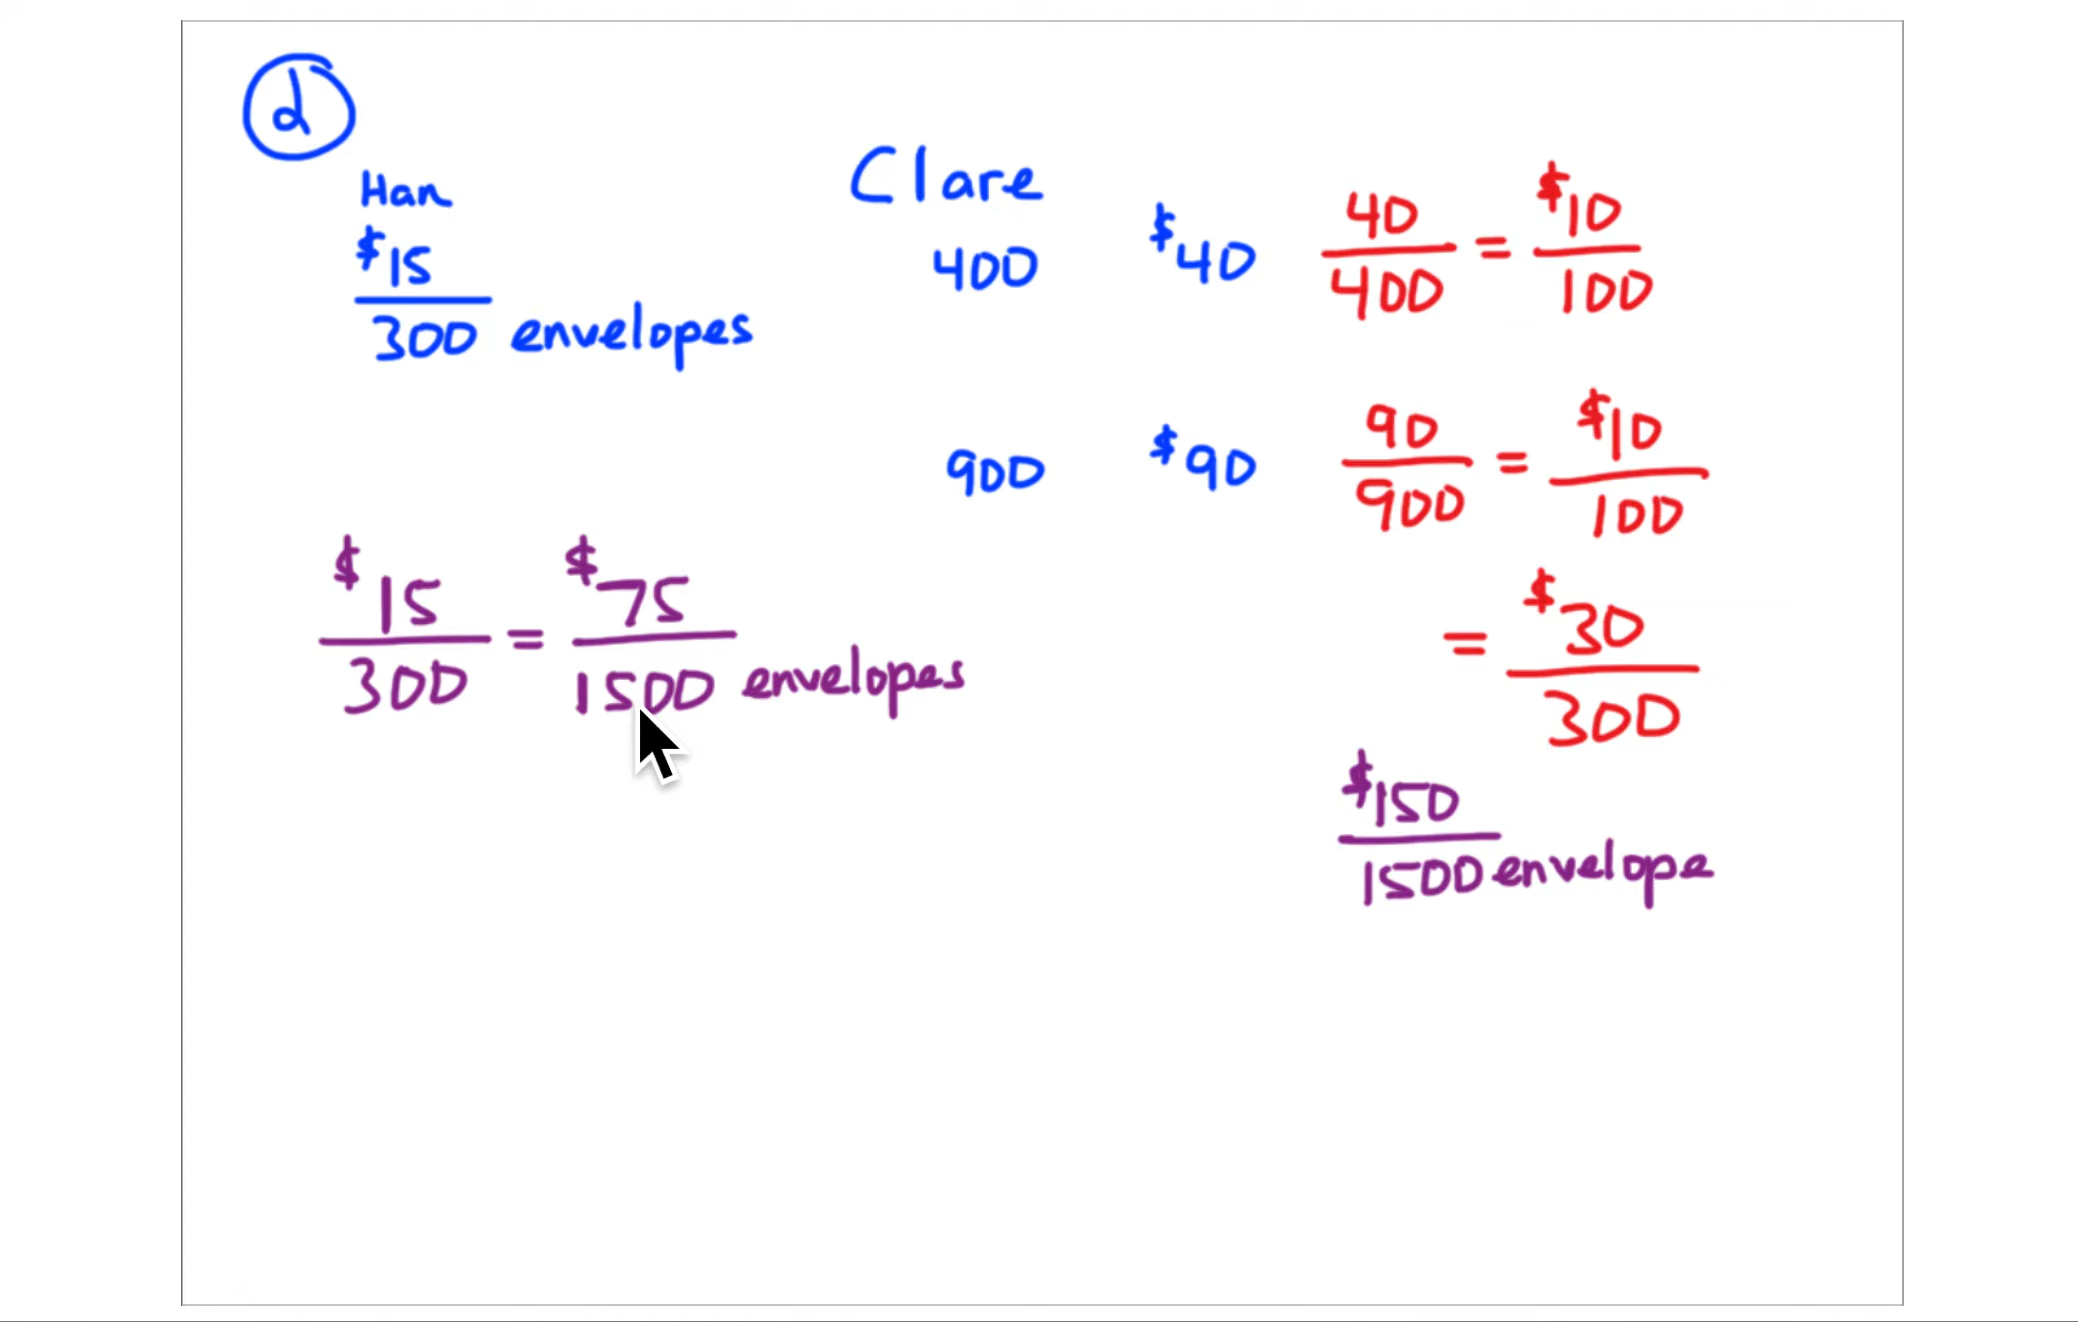 d
Han
$15
300 envelopes
Clare
400 $40 40/400 = $10/100
900 $90 90/900 = $10/100
= $30/300
$15/300 = $75/1500 envelopes
$150/1500 envelope